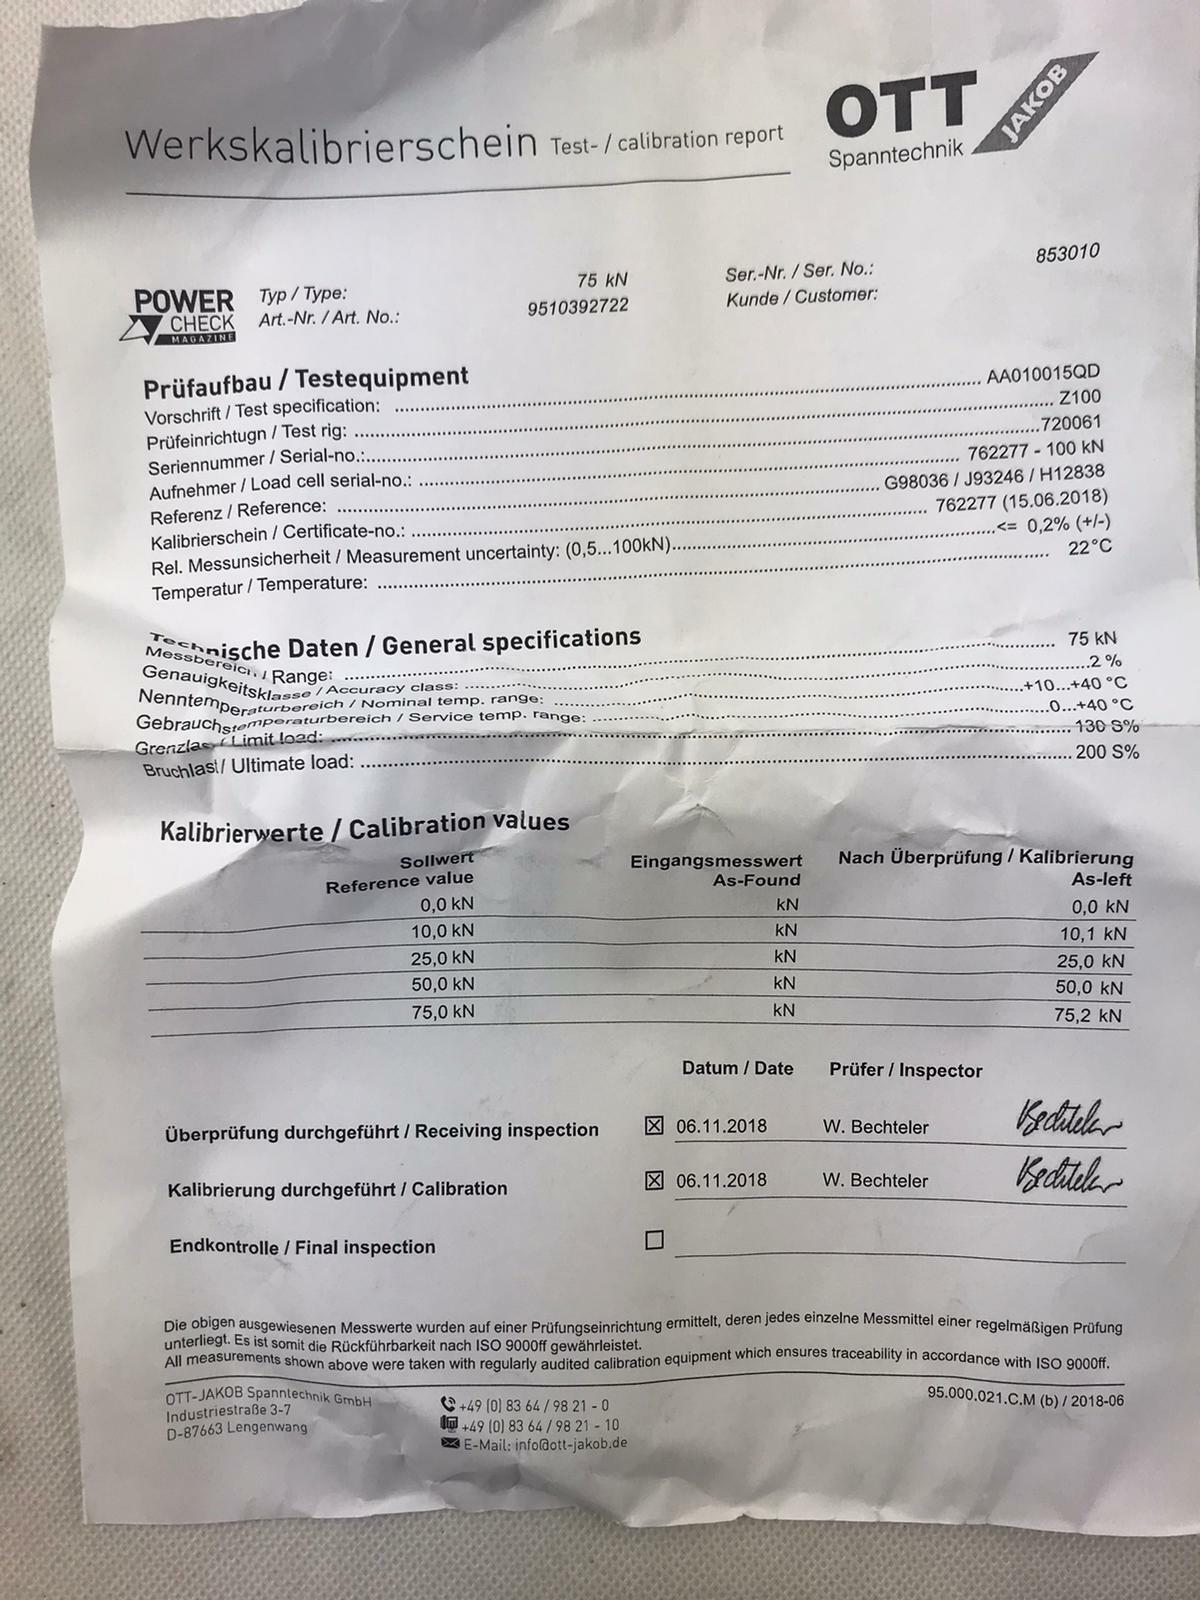 Werkskalibrierschein Test- / calibration report
OTT
JAKOB
Spanntechnik
POWER
CHECK
MAGAZINE
Typ / Type: 75 kN
Art.-Nr. / Art. No.: 9510392722
Ser.-Nr. / Ser. No.: 853010
Kunde / Customer:
Prüfaufbau / Testequipment
Vorschrift / Test specification: AA010015QD
Prüfeinrichtugn / Test rig: Z100
Seriennummer / Serial-no.: 720061
Aufnehmer / Load cell serial-no.: 762277 - 100 kN
Referenz / Reference: G98036 / J93246 / H12838
Kalibrierschein / Certificate-no.: 762277 (15.06.2018)
Rel. Messunsicherheit / Measurement uncertainty: (0,5...100kN) <= 0,2% (+/-)
Temperatur / Temperature: 22°C
Technische Daten / General specifications
Messbereich / Range: 75 kN
Genauigkeitsklasse / Accuracy class: 2 %
Nenntemperaturbereich / Nominal temp. range: +10...+40 °C
Gebrauchstemperaturbereich / Service temp. range: 0...+40 °C
Grenzlast / Limit load: 130 S%
Bruchlast / Ultimate load: 200 S%
Kalibrierwerte / Calibration values
Sollwert Eingangsmesswert Nach Überprüfung / Kalibrierung
Reference value As-Found As-left
0,0 kN kN 0,0 kN
10,0 kN kN 10,1 kN
25,0 kN kN 25,0 kN
50,0 kN kN 50,0 kN
75,0 kN kN 75,2 kN
Datum / Date Prüfer / Inspector
Überprüfung durchgeführt / Receiving inspection ☒ 06.11.2018 W. Bechteler Bechteler
Kalibrierung durchgeführt / Calibration ☒ 06.11.2018 W. Bechteler Bechteler
Endkontrolle / Final inspection ☐
Die obigen ausgewiesenen Messwerte wurden auf einer Prüfungseinrichtung ermittelt, deren jedes einzelne Messmittel einer regelmäßigen Prüfung
unterliegt. Es ist somit die Rückführbarkeit nach ISO 9000ff gewährleistet.
All measurements shown above were taken with regularly audited calibration equipment which ensures traceability in accordance with ISO 9000ff.
OTT-JAKOB Spanntechnik GmbH
Industriestraße 3-7
D-87663 Lengenwang
+49 (0) 83 64 / 98 21 - 0
+49 (0) 83 64 / 98 21 - 10
E-Mail: info@ott-jakob.de
95.000.021.C.M (b) / 2018-06